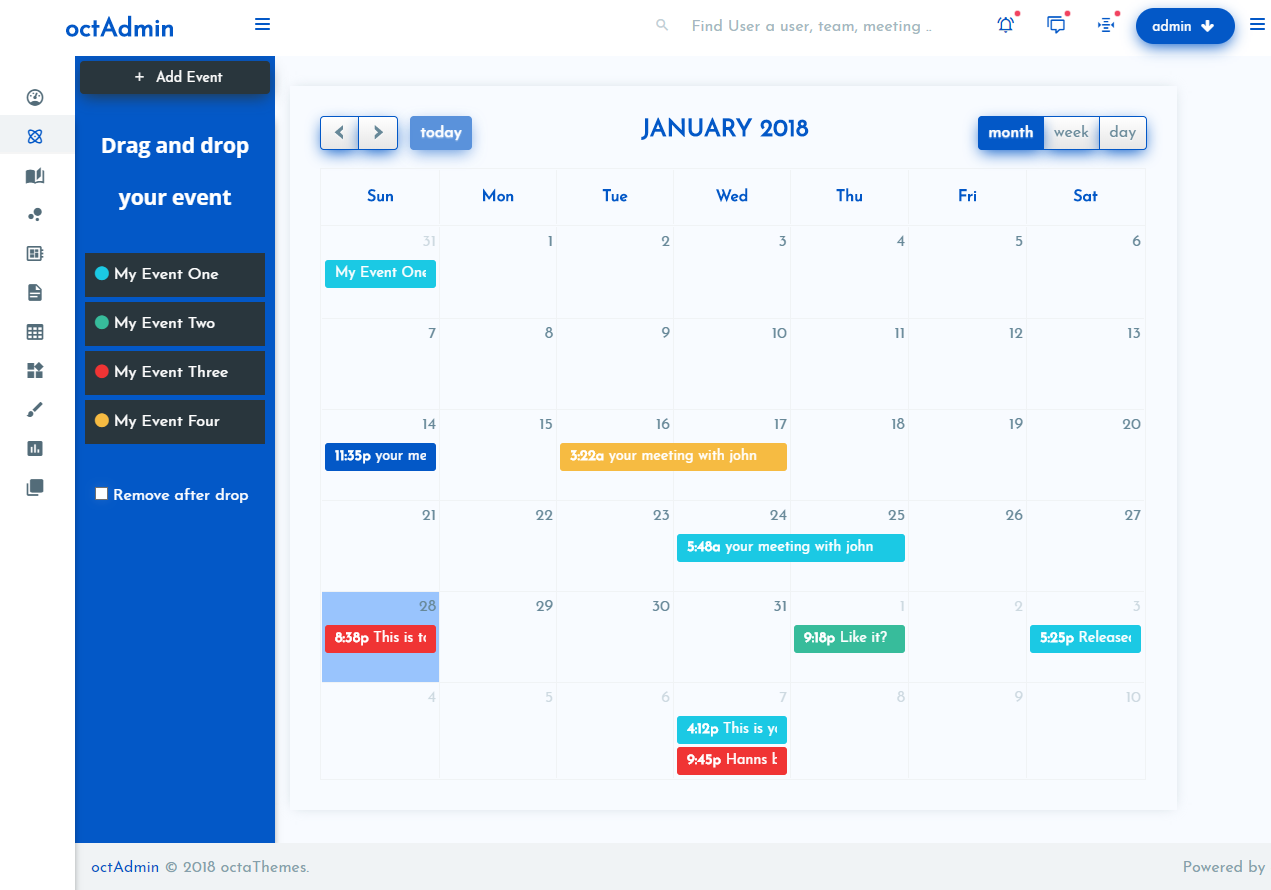 octAdmin
Find User a user, team, meeting ..
admin
+ Add Event
Drag and drop
your event
My Event One
My Event Two
My Event Three
My Event Four
Remove after drop
today
JANUARY 2018
month week day
Sun Mon Tue Wed Thu Fri Sat
31 1 2 3 4 5 6
My Event One
7 8 9 10 11 12 13
14 15 16 17 18 19 20
11:35p your me
3:22a your meeting with john
21 22 23 24 25 26 27
5:48a your meeting with john
28 29 30 31 1 2 3
8:38p This is
9:18p Like it?
5:25p Released
4 5 6 7 8 9 10
4:12p This is
9:45p Hanns
octAdmin © 2018 octaThemes.
Powered by